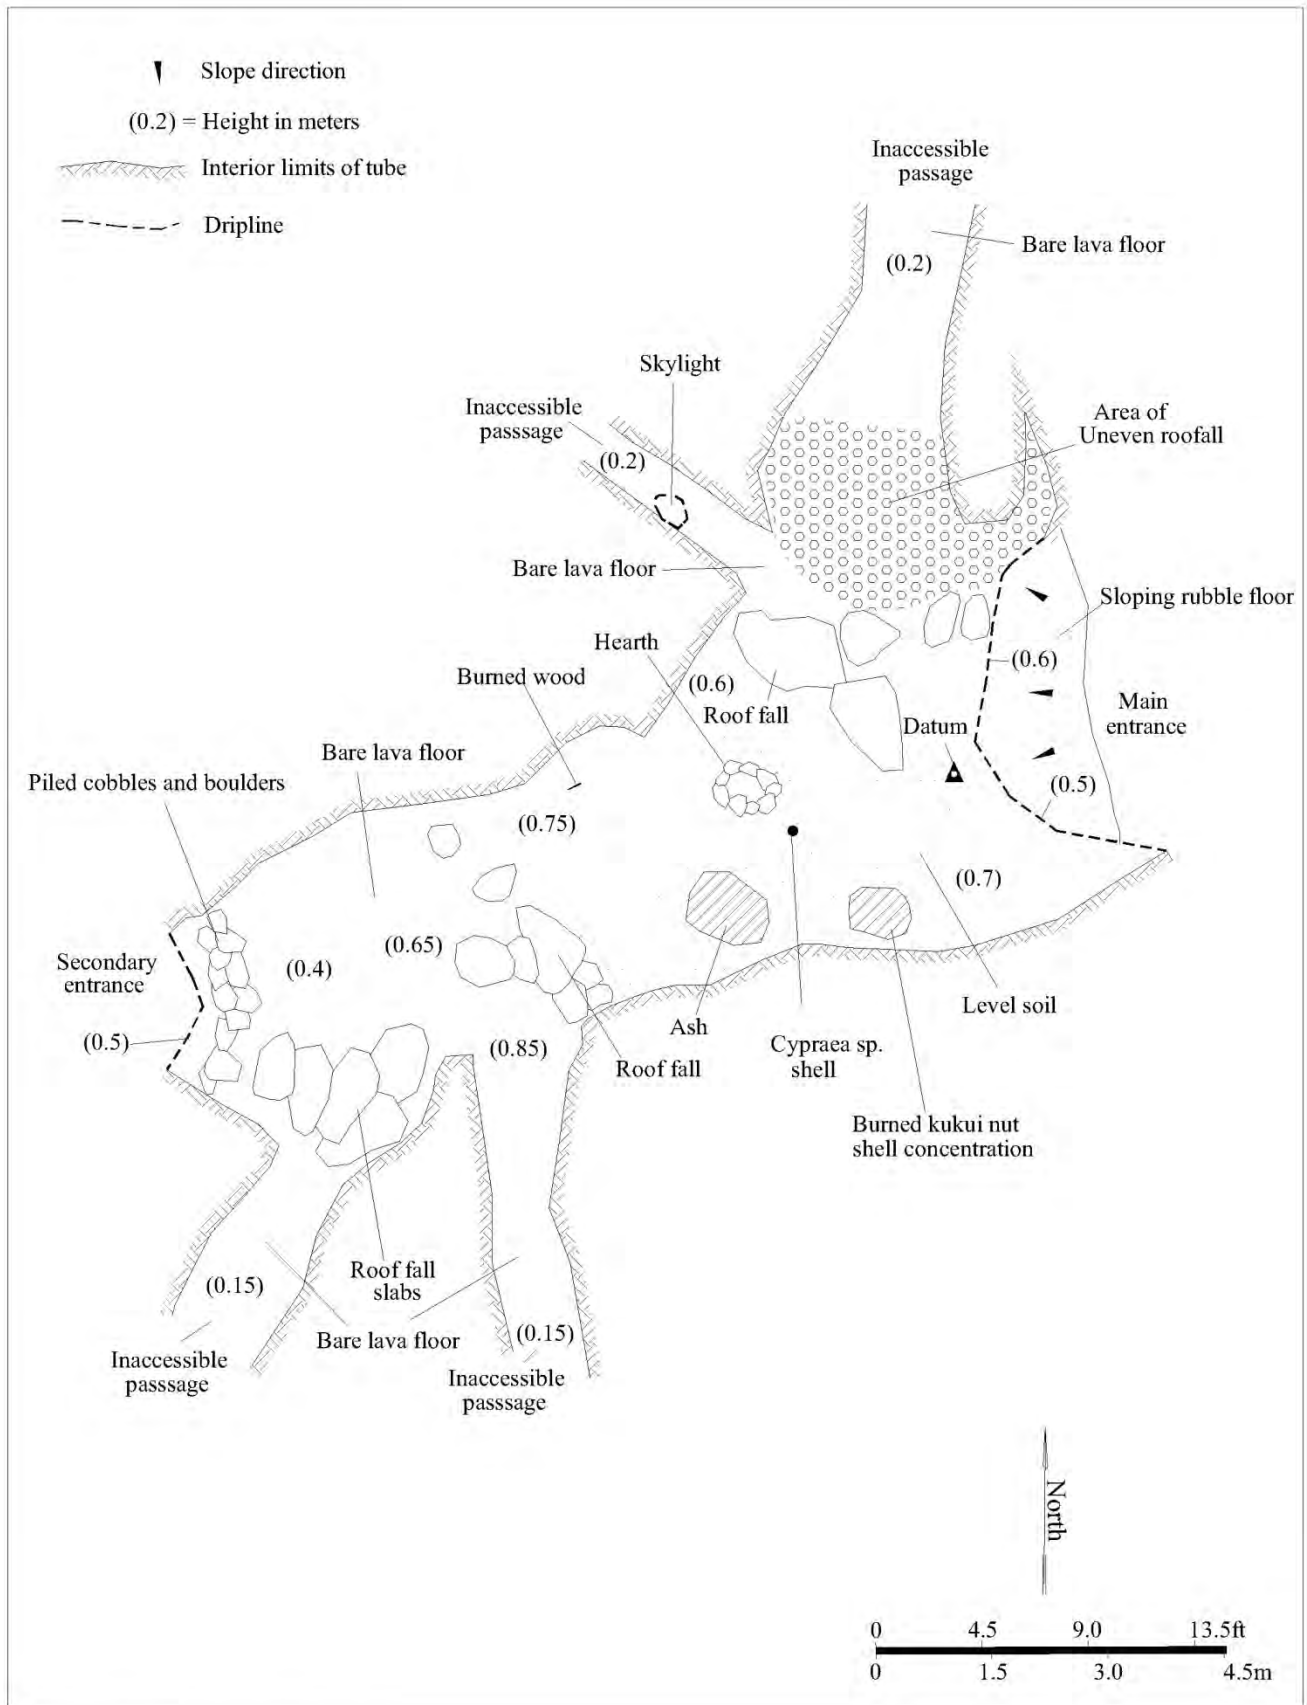 Slope direction
(0.2) = Height in meters
Interior limits of tube
Dripline
Inaccessible
passage
Bare lava floor
(0.2)
Skylight
Inaccessible
passsage
(0.2)
Area of
Uneven roofall
Bare lava floor
Sloping rubble floor
Hearth
(0.6)
Burned wood
(0.6)
Roof fall
Datum
Main
entrance
Bare lava floor
Piled cobbles and boulders
(0.5)
(0.75)
(0.7)
(0.65)
Secondary
entrance
(0.4)
Level soil
Ash
(0.5)
(0.85)
Cypraea sp.
shell
Roof fall
Burned kukui nut
shell concentration
Roof fall
slabs
(0.15)
Bare lava floor
(0.15)
Inaccessible
passsage
Inaccessible
passsage
North
0 4.5 9.0 13.5ft
0 1.5 3.0 4.5m